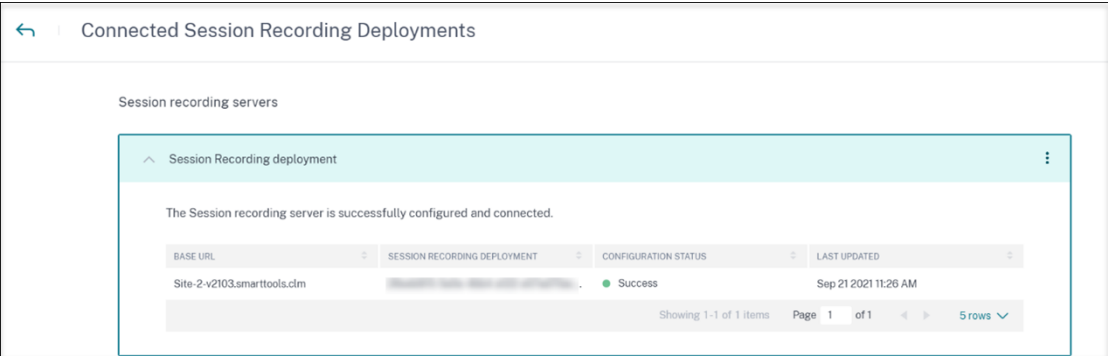 Connected Session Recording Deployments
Session recording servers
Session Recording deployment
The Session recording server is successfully configured and connected.
BASE URL SESSION RECORDING DEPLOYMENT CONFIGURATION STATUS LAST UPDATED
Site-2-v2103.smarttools.clm . Success Sep 21 2021 11:26 AM
Showing 1-1 of 1 items Page 1 of 1 5 rows